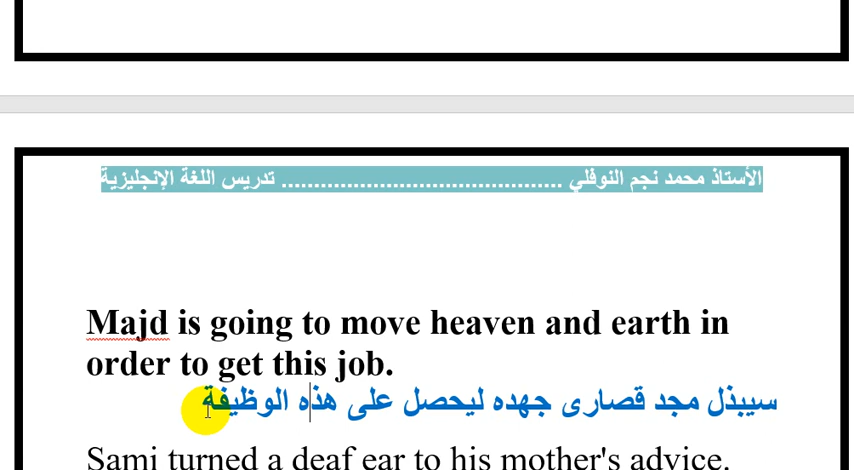 الأستاذ محمد نجم النوفلي ........................................... تدريس اللغة الإنجليزية
Majd is going to move heaven and earth in
order to get this job.
سيبذل مجد قصارى جهده ليحصل على هذه الوظيفة
Sami turned a deaf ear to his mother's advice.